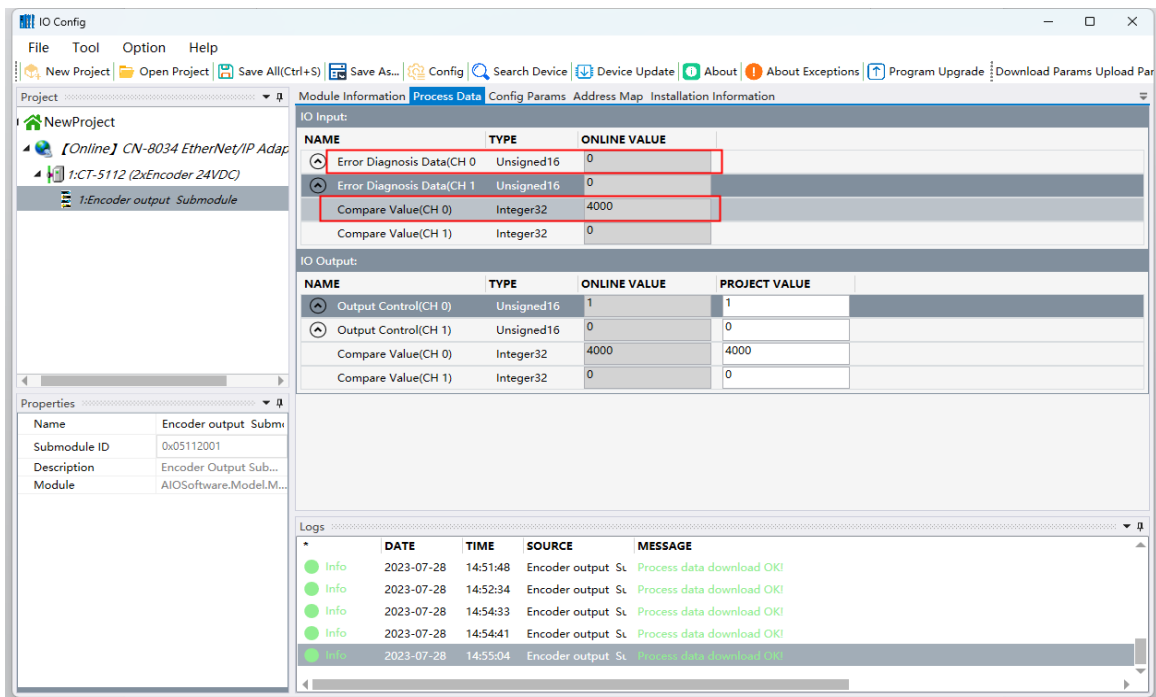 IO Config
File Tool Option Help
New Project Open Project Save All(Ctrl+S) Save As... Config Search Device Device Update About About Exceptions Program Upgrade Download Params Upload Par
Project
NewProject
【Online】 CN-8034 EtherNet/IP Adap
1:CT-5112 (2xEncoder 24VDC)
1:Encoder output Submodule
Module Information Process Data Config Params Address Map Installation Information
IO Input:
NAME TYPE ONLINE VALUE
Error Diagnosis Data(CH 0 Unsigned16 0
Error Diagnosis Data(CH 1 Unsigned16 0
Compare Value(CH 0) Integer32 4000
Compare Value(CH 1) Integer32 0
IO Output:
NAME TYPE ONLINE VALUE PROJECT VALUE
Output Control(CH 0) Unsigned16 1 1
Output Control(CH 1) Unsigned16 0 0
Compare Value(CH 0) Integer32 4000 4000
Compare Value(CH 1) Integer32 0 0
Properties
Name Encoder output Subm
Submodule ID 0x05112001
Description Encoder Output Sub...
Module AIOSoftware.Model.M...
Logs
* DATE TIME SOURCE MESSAGE
Info 2023-07-28 14:51:48 Encoder output Su Process data download OK!
Info 2023-07-28 14:52:34 Encoder output Su Process data download OK!
Info 2023-07-28 14:54:33 Encoder output Su Process data download OK!
Info 2023-07-28 14:54:41 Encoder output Su Process data download OK!
Info 2023-07-28 14:55:04 Encoder output Su Process data download OK!